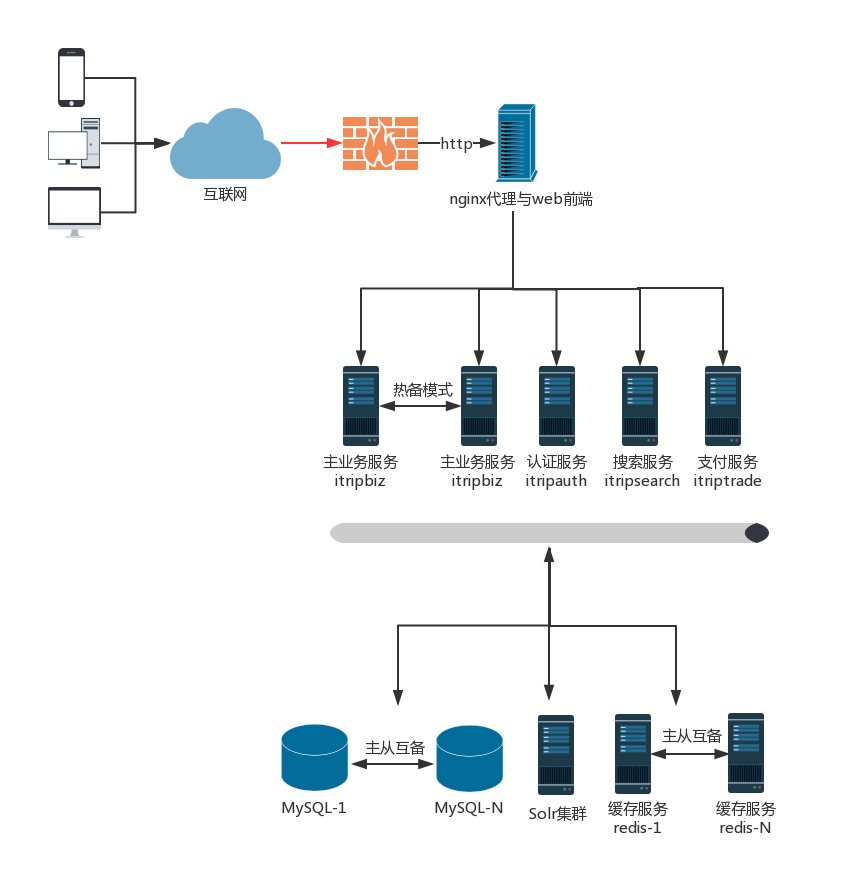 互联网
http
nginx代理与web前端
热备模式
主业务服务
itripbiz
主业务服务
itripbiz
认证服务
itripauth
搜索服务
itripsearch
支付服务
itriptrade
主从互备
MySQL-1
MySQL-N
Solr集群
主从互备
缓存服务
redis-1
缓存服务
redis-N